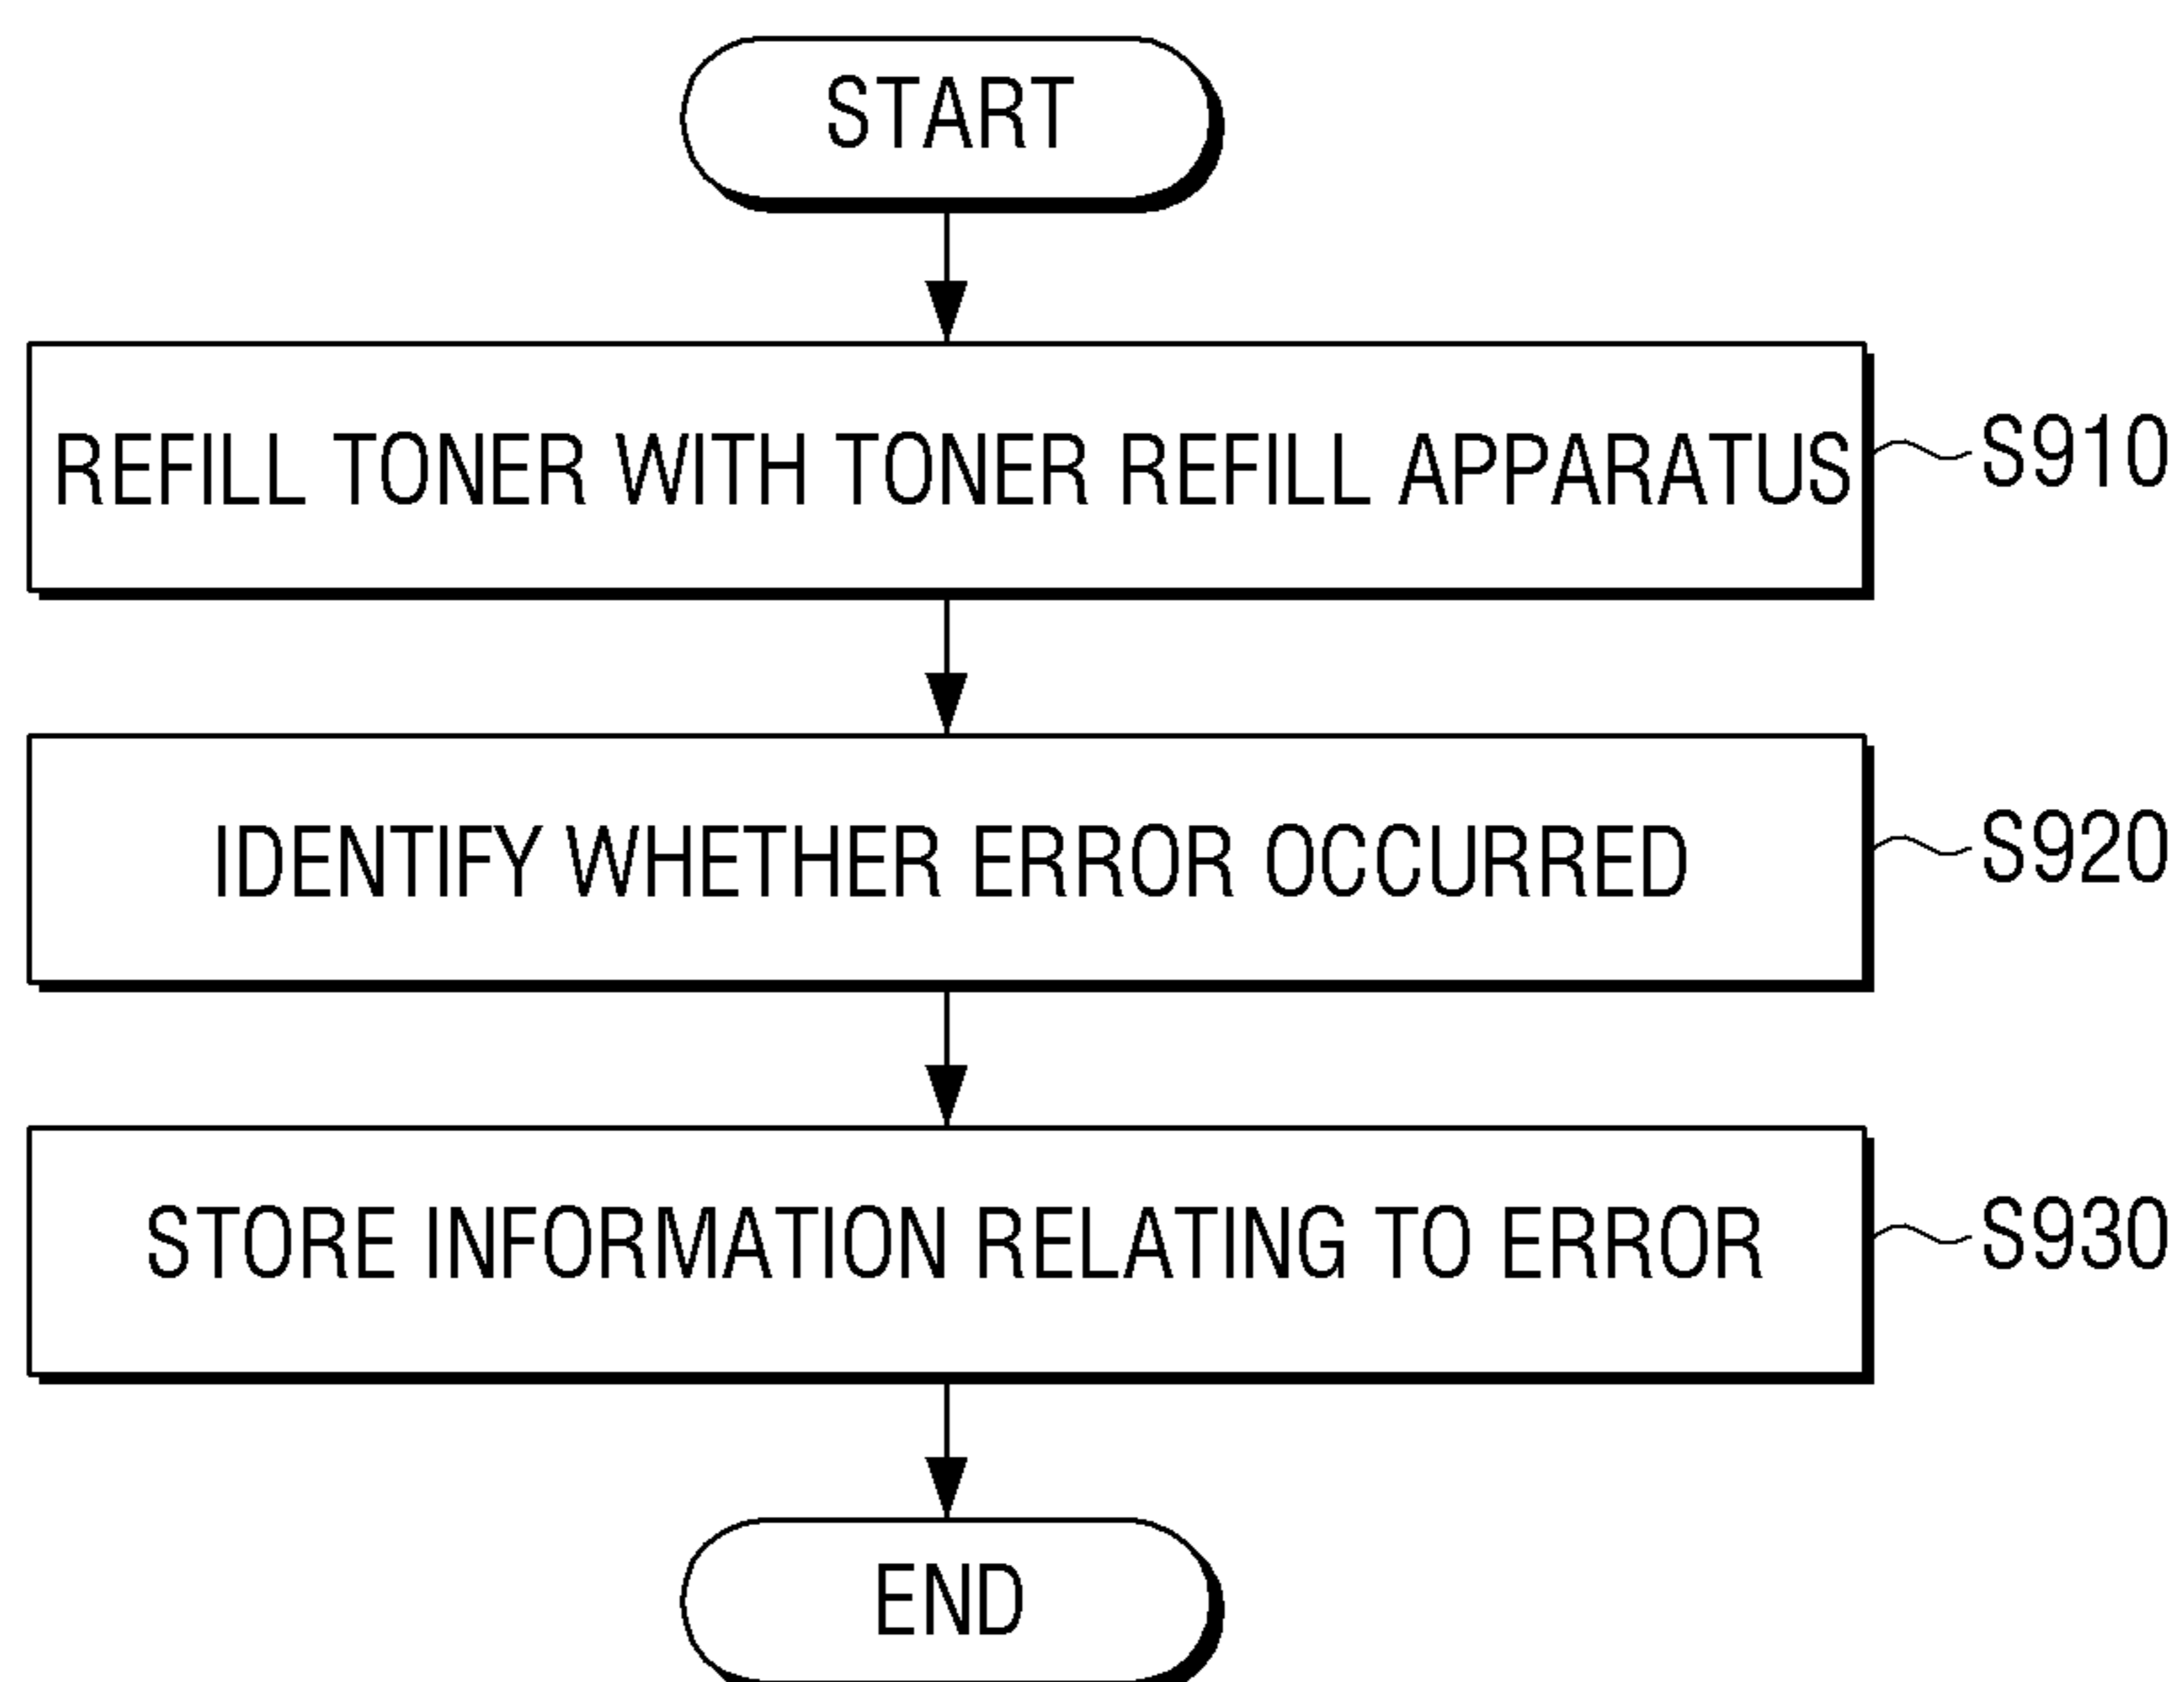 START
REFILL TONER WITH TONER REFILL APPARATUS
S910
IDENTIFY WHETHER ERROR OCCURRED
S920
STORE INFORMATION RELATING TO ERROR
S930
END